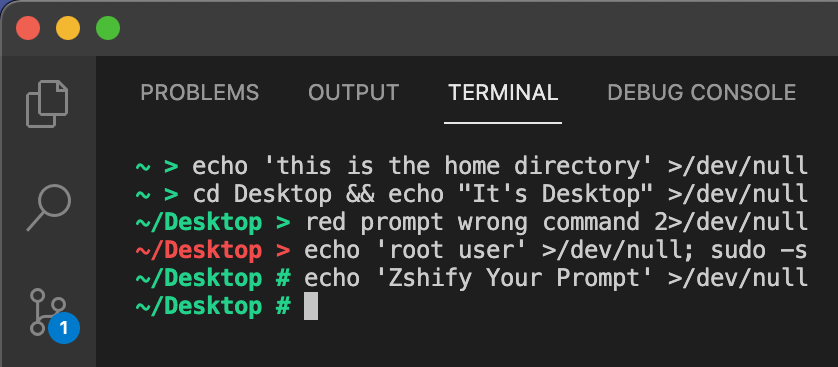 PROBLEMS OUTPUT TERMINAL DEBUG CONSOLE
~ > echo 'this is the home directory' >/dev/null
~ > cd Desktop && echo "It's Desktop" >/dev/null
~/Desktop > red prompt wrong command 2>/dev/null
~/Desktop > echo 'root user' >/dev/null; sudo -s
~/Desktop # echo 'Zshify Your Prompt' >/dev/null
~/Desktop #
1